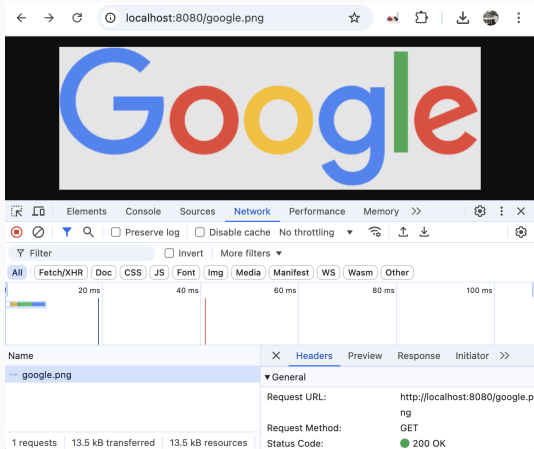 localhost:8080/google.png
Google
Elements Console Sources Network Performance Memory
Preserve log Disable cache No throttling
Filter Invert More filters
All Fetch/XHR Doc CSS JS Font Img Media Manifest WS Wasm Other
20 ms 40 ms 60 ms 80 ms 100 ms
Name
google.png
Headers Preview Response Initiator
General
Request URL: http://localhost:8080/google.p
ng
Request Method: GET
Status Code: 200 OK
1 requests 13.5 kB transferred 13.5 kB resources